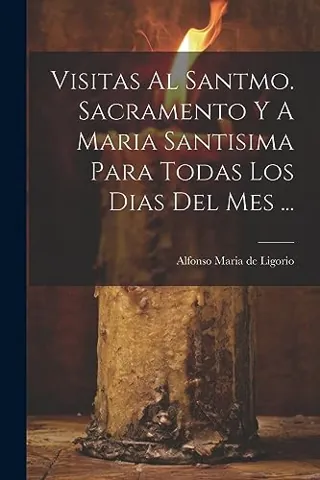 Visitas Al Santmo.
Sacramento Y A
Maria Santisima
Para Todas Los
Dias Del Mes ...
Alfonso Maria de Ligorio